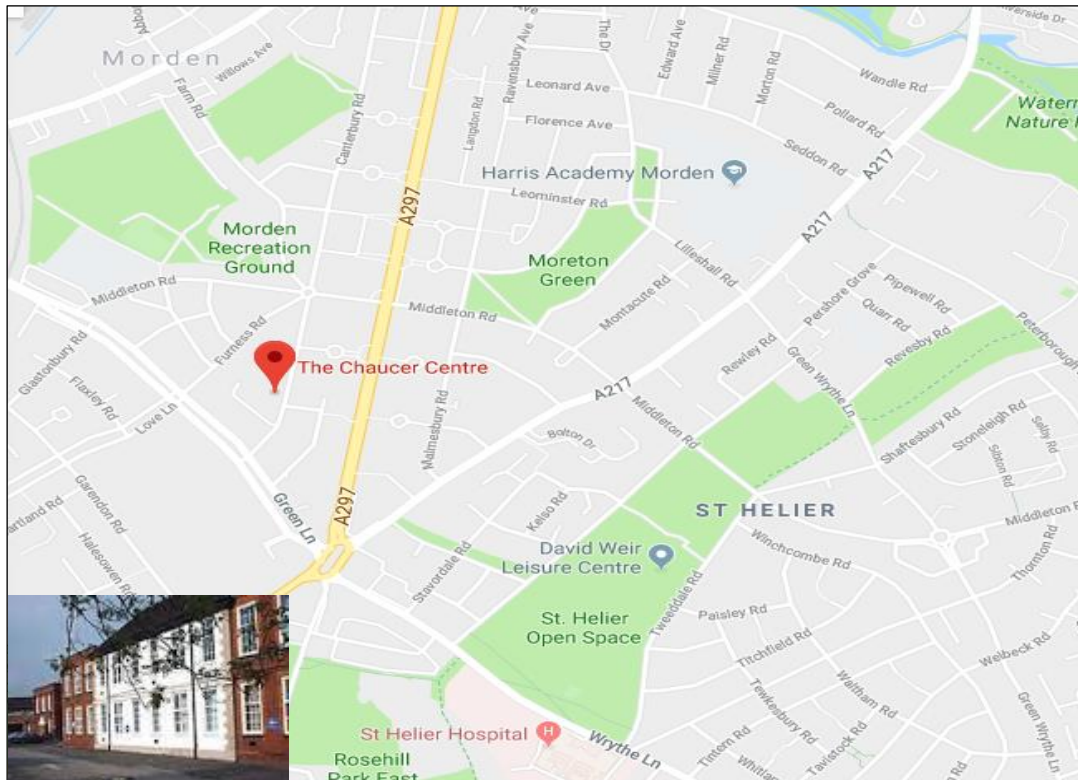 Riverside Dr
Morden
Willows Ave
Farm Rd
Canterbury Rd
Langdon Rd
Ravensbury Ave
The Dr
Edward Ave
Milner Rd
Morton Rd
Wandle Rd
Leonard Ave
Pollard Rd
Florence Ave
Seddon Rd
Harris Academy Morden
A217
Leominster Rd
A297
A217
Morden
Recreation
Ground
Moreton
Green
Lilleshall Rd
Middleton Rd
Middleton Rd
Montacute Rd
Pershore Grove
Pipewell Rd
Quarr Rd
Revesby Rd
Peterborough
Furness Rd
Glastonbury Rd
The Chaucer Centre
Rewley Rd
Green Wrythe Ln
A217
Flaxley Rd
Love Ln
Malmesbury Rd
Bolton Dr
Middleton Rd
Shaftesbury Rd
Stoneleigh Rd
Selby Rd
Sibton Rd
Garendon Rd
Halesowen Rd
Green Ln
A297
Kelso Rd
ST HELIER
Middleton
Winchcombe Rd
Thornton Rd
Stavordale Rd
David Weir
Leisure Centre
Tweeddale Rd
Paisley Rd
St. Helier
Open Space
Titchfield Rd
Welbeck Rd
Waltham Rd
Tewkesbury Rd
Tavistock Rd
Tintern Rd
Green Wrythe Ln
St Helier Hospital
H
Wrythe Ln
Rosehill
Park East